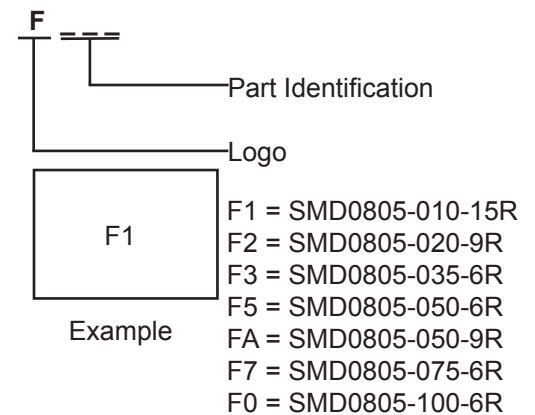 F
Part Identification
Logo
F1
Example
F1 = SMD0805-010-15R
F2 = SMD0805-020-9R
F3 = SMD0805-035-6R
F5 = SMD0805-050-6R
FA = SMD0805-050-9R
F7 = SMD0805-075-6R
F0 = SMD0805-100-6R